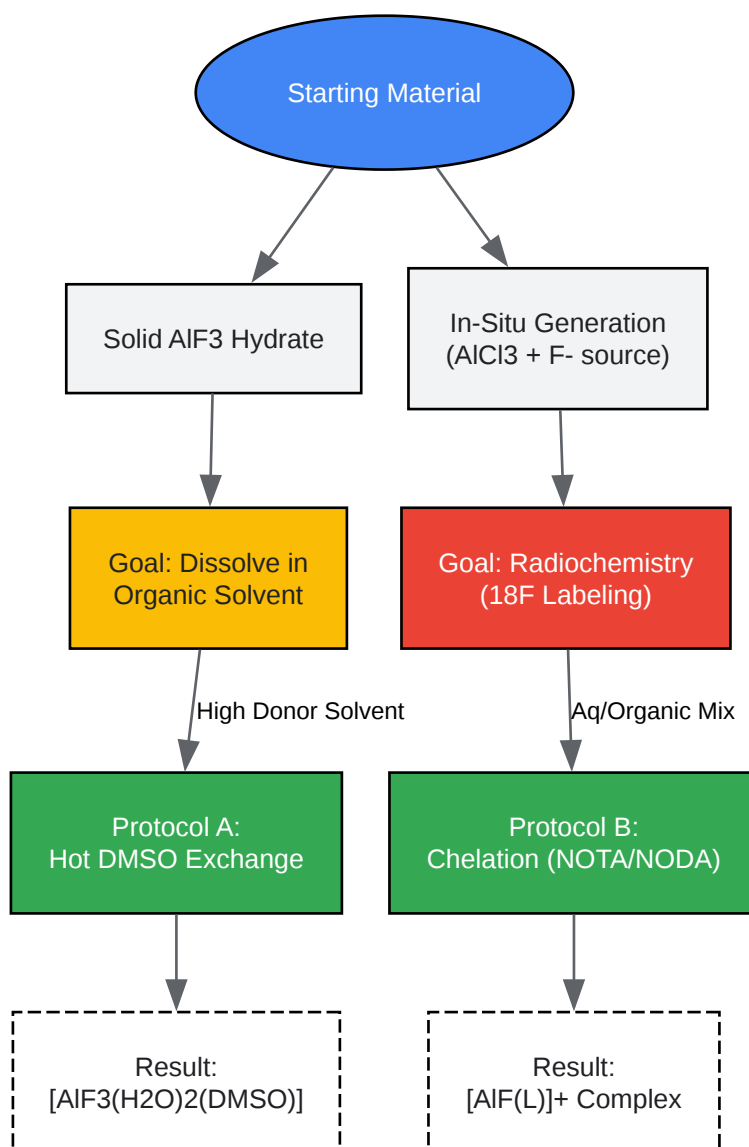 Starting Material
Solid AlF3 Hydrate
In-Situ Generation
(AlCl3 + F- source)
Goal: Dissolve in
Organic Solvent
Goal: Radiochemistry
(18F Labeling)
High Donor Solvent
Aq/Organic Mix
Protocol A:
Hot DMSO Exchange
Protocol B:
Chelation (NOTA/NODA)
Result:
[AlF3(H2O)2(DMSO)]
Result:
[AlF(L)]+ Complex